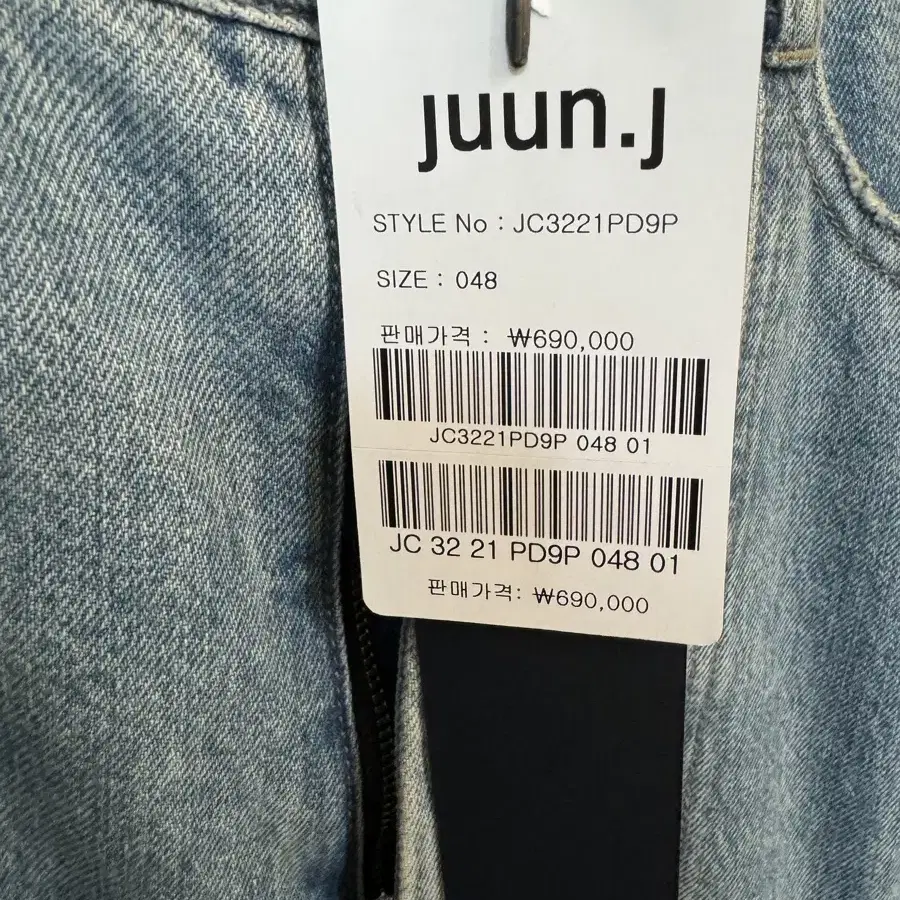 juun.j
STYLE No : JC3221PD9P
SIZE : 048
판매가격 : ₩690,000
JC3221PD9P 048 01
JC 32 21 PD9P 048 01
판매가격: ₩690,000